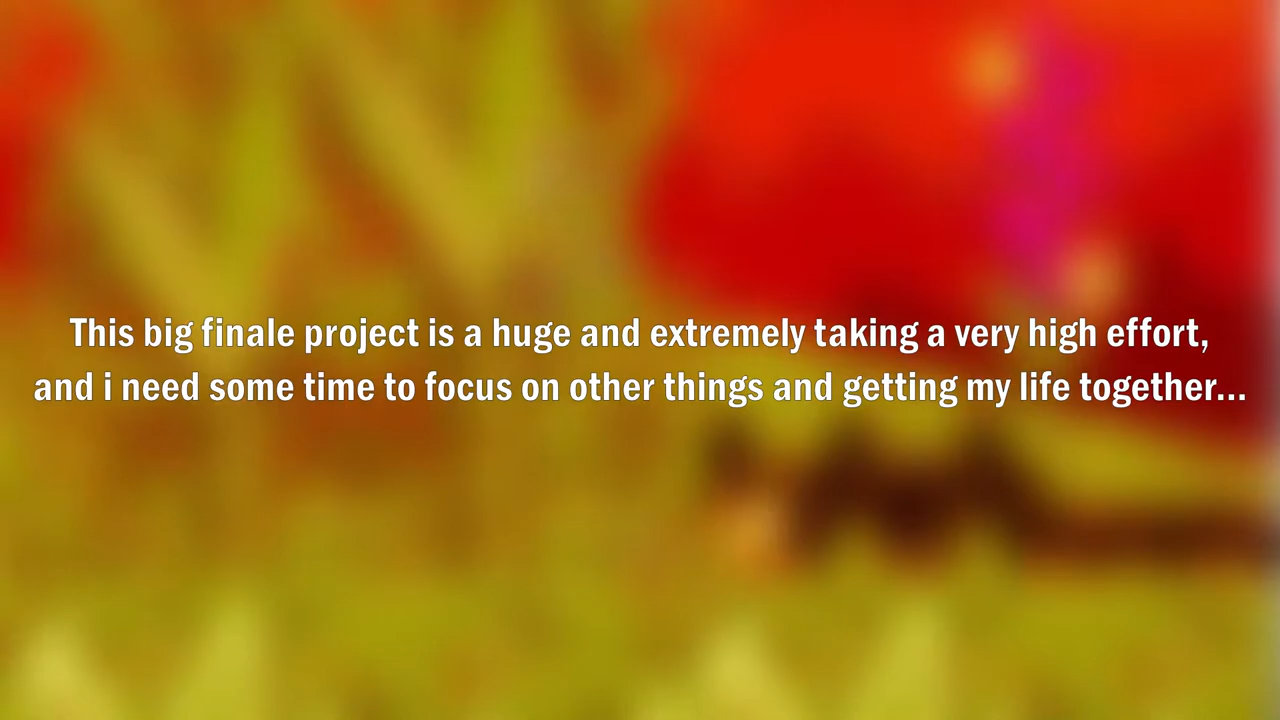 This big finale project is a huge and extremely taking a very high effort,
and i need some time to focus on other things and getting my life together...